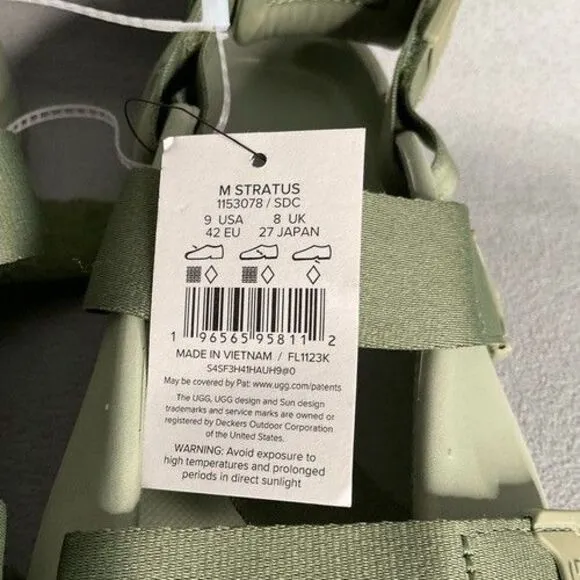 M STRATUS
1153078 / SDC
9 USA 8 UK
42 EU 27 JAPAN
1 96565 95811 2
MADE IN VIETNAM / FL1123K
S4SF3H41HAUH9@0
May be covered by Pat: www.ugg.com/patents
The UGG, UGG design and Sun design
trademarks and service marks are owned or
registered by Deckers Outdoor Corporation
of the United States.
WARNING: Avoid exposure to
high temperatures and prolonged
periods in direct sunlight